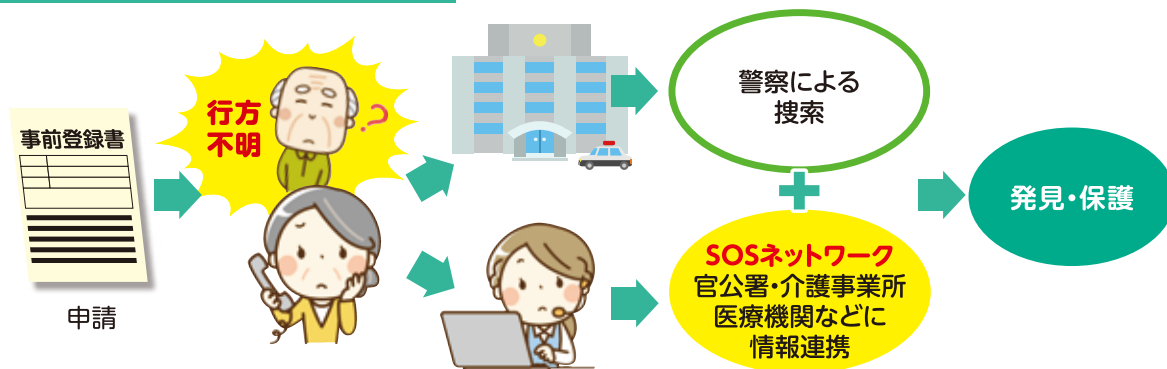 事前登録書
申請
行方
不明
?
警察による
捜索
+
SOSネットワーク
官公署・介護事業所
医療機関などに
情報連携
発見・保護